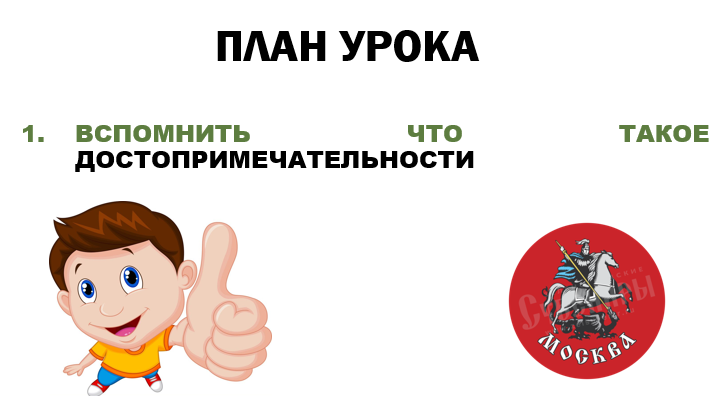 ПЛАН УРОКА
1. ВСПОМНИТЬ ЧТО ТАКОЕ
ДОСТОПРИМЕЧАТЕЛЬНОСТИ
МОСКВА